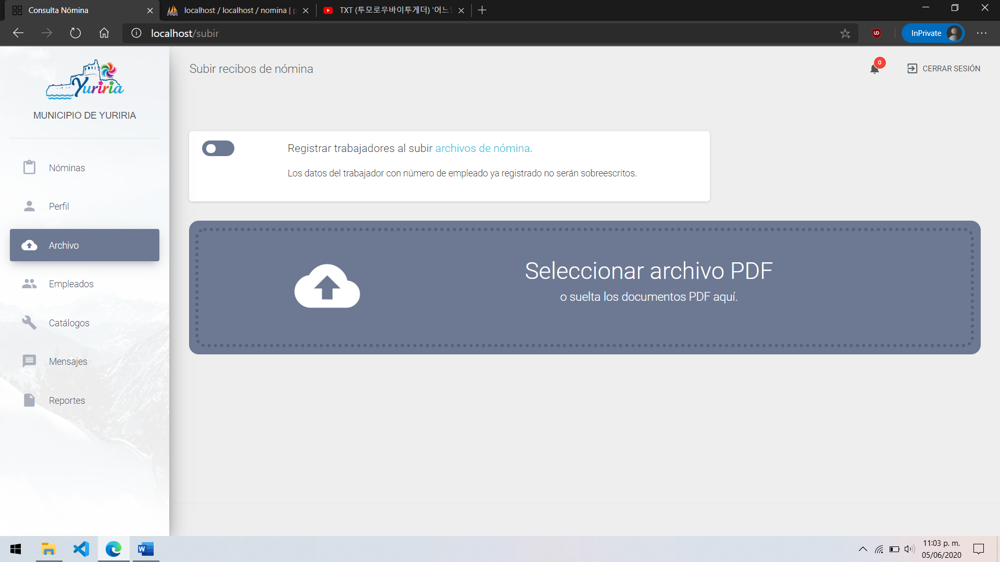 Consulta Nómina
localhost / localhost / nomina |
TXT (투모로우바이투게더) '어느
localhost/subir
InPrivate
Yuriria
MUNICIPIO DE YURIRIA
Subir recibos de nómina
0
CERRAR SESIÓN
Registrar trabajadores al subir archivos de nómina.
Los datos del trabajador con número de empleado ya registrado no serán sobreescritos.
Nóminas
Perfil
Archivo
Empleados
Catálogos
Mensajes
Reportes
Seleccionar archivo PDF
o suelta los documentos PDF aquí.
11:03 p. m.
05/06/2020